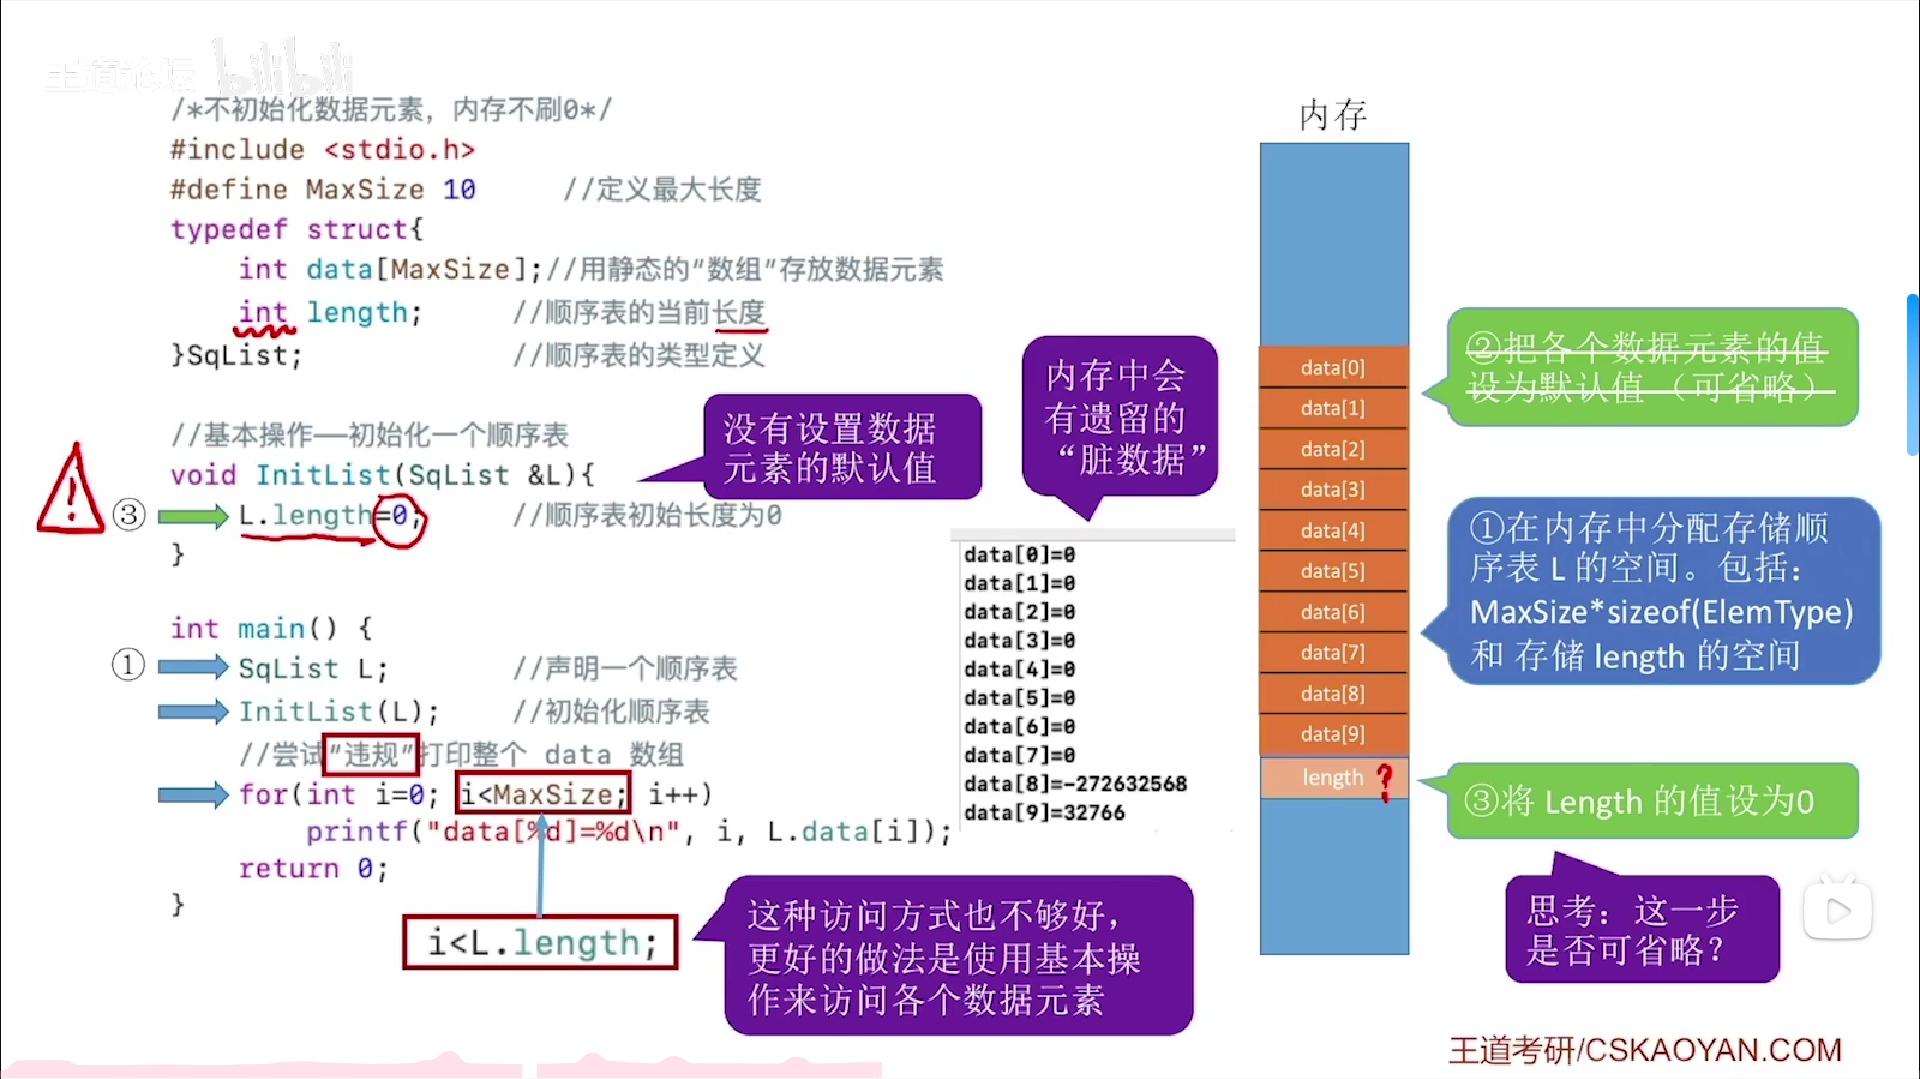 王道论坛 bilibili
/*不初始化数据元素，内存不刷0*/
#include <stdio.h>
#define MaxSize 10 //定义最大长度
typedef struct{
int data[MaxSize];//用静态的“数组”存放数据元素
int length; //顺序表的当前长度
}SqList; //顺序表的类型定义
//基本操作——初始化一个顺序表
void InitList(SqList &L){
③ L.length=0; //顺序表初始长度为0
}
int main() {
① SqList L; //声明一个顺序表
InitList(L); //初始化顺序表
//尝试“违规”打印整个 data 数组
for(int i=0; i<MaxSize; i++)
printf("data[%d]=%d\n", i, L.data[i]);
return 0;
}
i<L.length;
没有设置数据
元素的默认值
内存中会
有遗留的
“脏数据”
data[0]=0
data[1]=0
data[2]=0
data[3]=0
data[4]=0
data[5]=0
data[6]=0
data[7]=0
data[8]=-272632568
data[9]=32766
这种访问方式也不够好，
更好的做法是使用基本操
作来访问各个数据元素
内存
data[0]
data[1]
data[2]
data[3]
data[4]
data[5]
data[6]
data[7]
data[8]
data[9]
length ?
②把各个数据元素的值
设为默认值（可省略）
①在内存中分配存储顺
序表 L 的空间。包括：
MaxSize*sizeof(ElemType)
和 存储 length 的空间
③将 Length 的值设为0
思考：这一步
是否可省略？
王道考研/CSKAOYAN.COM